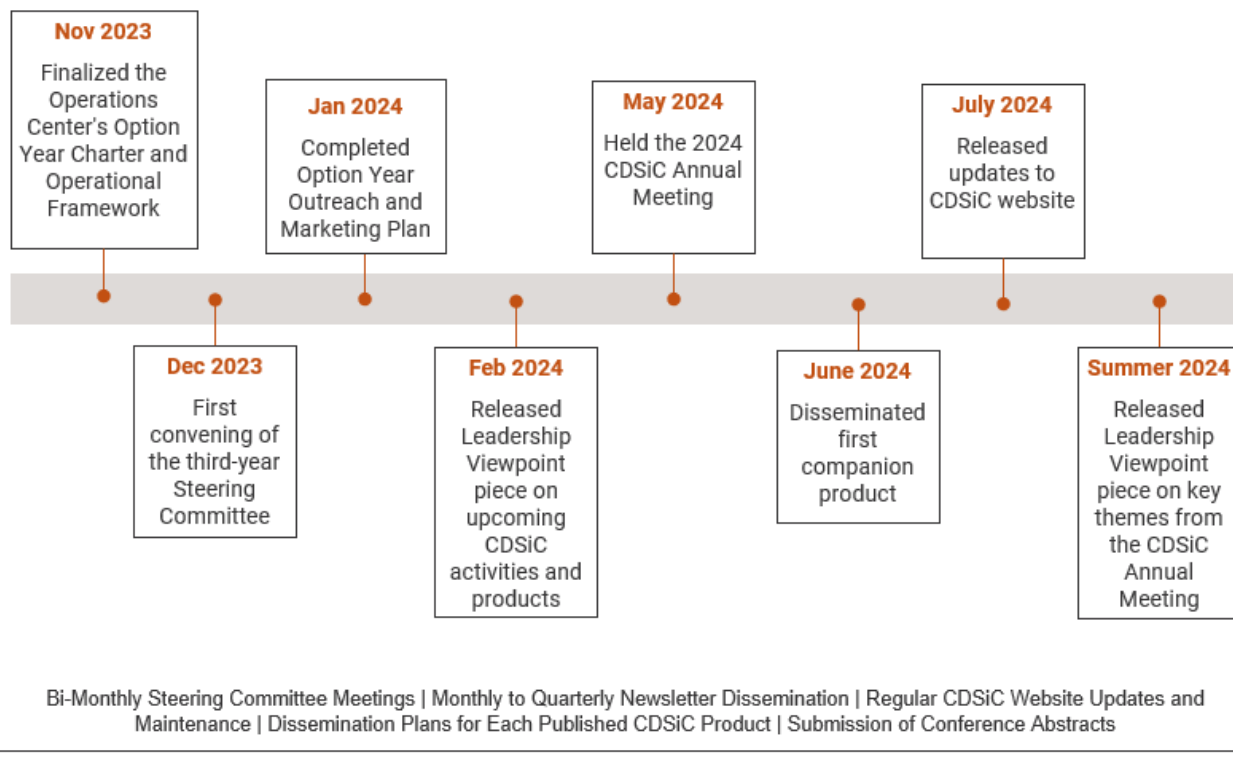 Nov 2023
Finalized the
Operations
Center's Option
Year Charter and
Operational
Framework
Dec 2023
First
convening of
the third-year
Steering
Committee
Jan 2024
Completed
Option Year
Outreach and
Marketing Plan
Feb 2024
Released
Leadership
Viewpoint
piece on
upcoming
CDSiC
activities and
products
May 2024
Held the 2024
CDSiC Annual
Meeting
June 2024
Disseminated
first
companion
product
July 2024
Released
updates to
CDSiC website
Summer 2024
Released
Leadership
Viewpoint
piece on key
themes from
the CDSiC
Annual
Meeting
Bi-Monthly Steering Committee Meetings | Monthly to Quarterly Newsletter Dissemination | Regular CDSiC Website Updates and
Maintenance | Dissemination Plans for Each Published CDSiC Product | Submission of Conference Abstracts